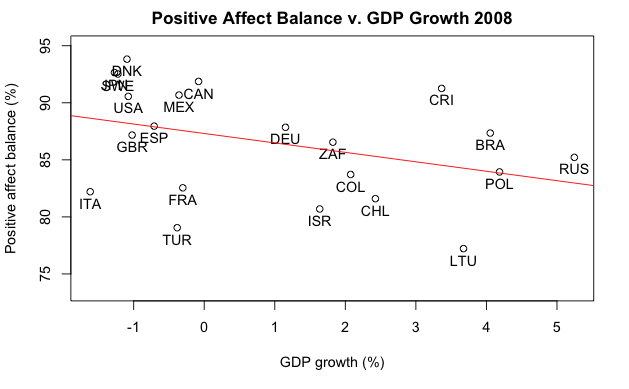 Positive Affect Balance v. GDP Growth 2008
Positive affect balance (%)
95
90
85
80
75
DNK
JPN
SWE
USA
MEX
CAN
CRI
GBR
ESP
DEU
ZAF
BRA
RUS
POL
COL
CHL
ISR
ITA
FRA
TUR
LTU
-1 0 1 2 3 4 5
GDP growth (%)